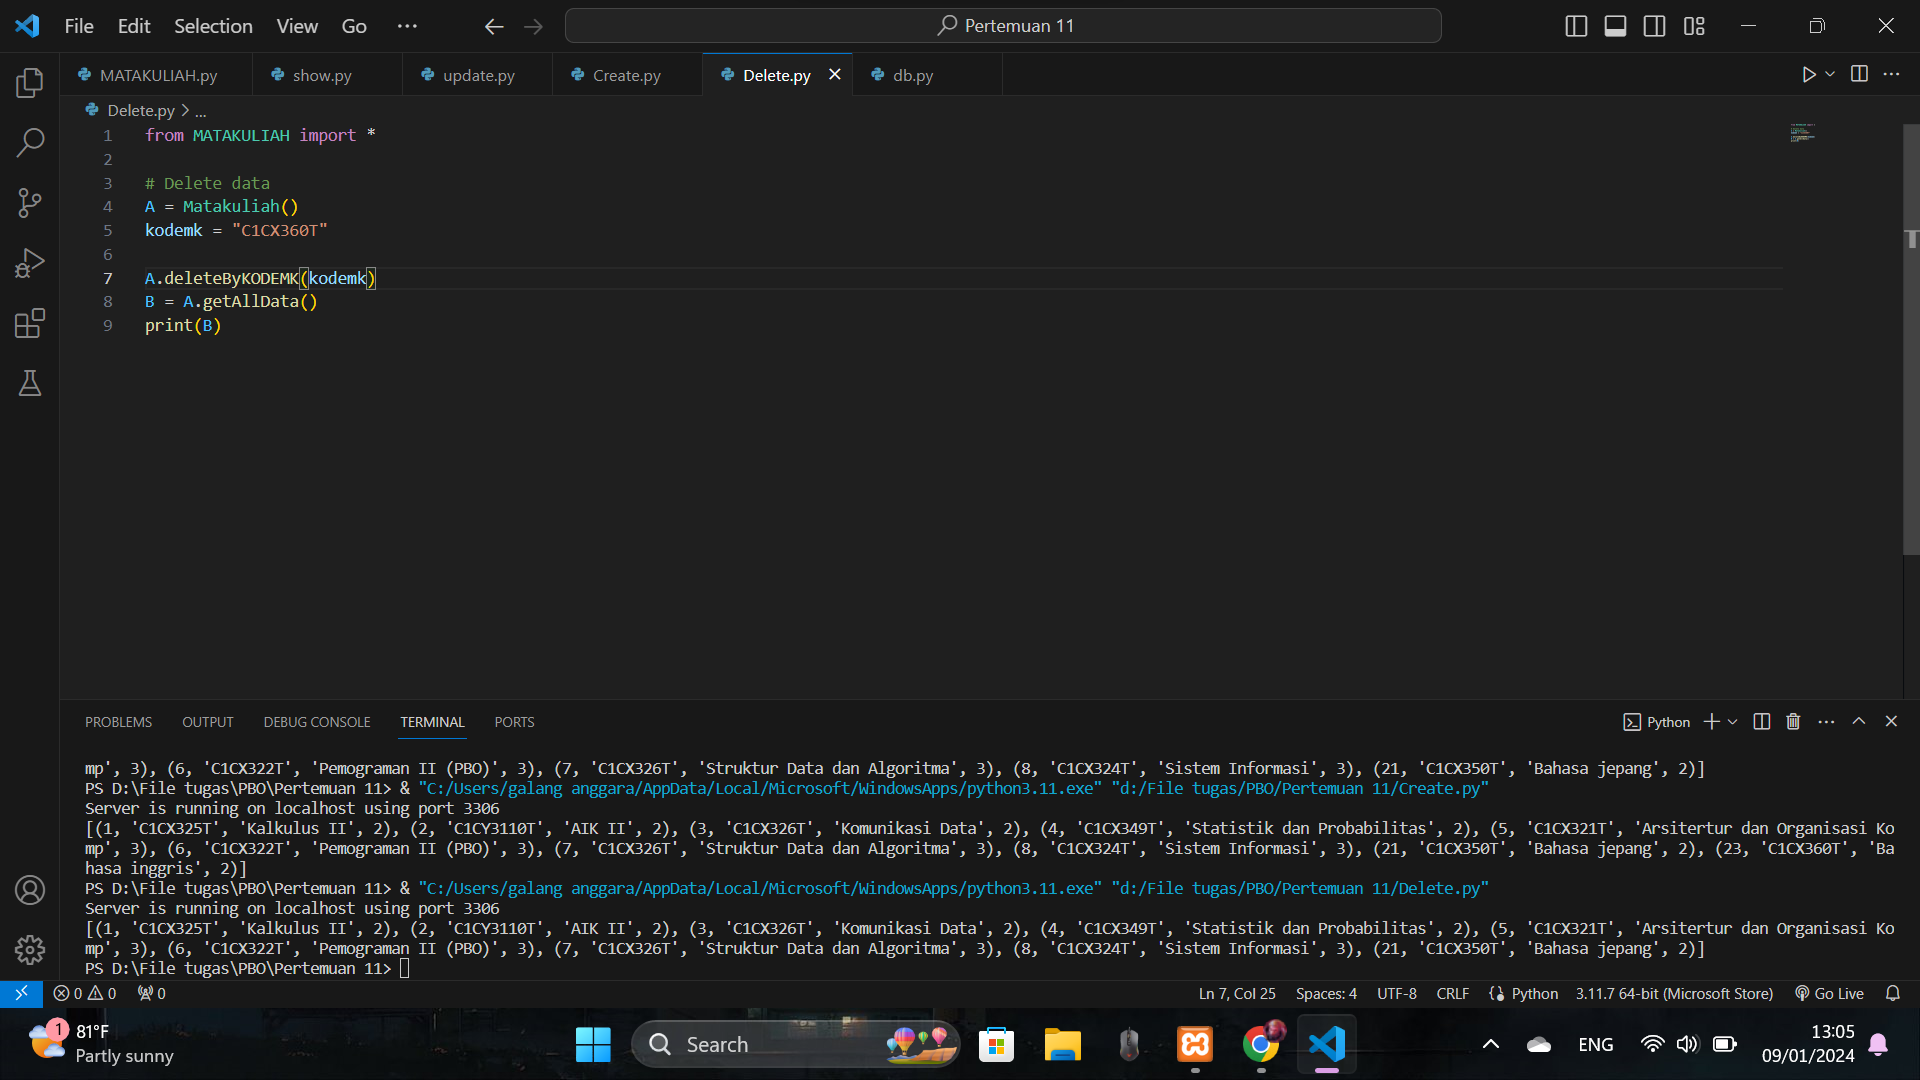 File Edit Selection View Go ··· Pertemuan 11
MATAKULIAH.py show.py update.py Create.py Delete.py db.py
Delete.py > ...
1 from MATAKULIAH import *
2
3 # Delete data
4 A = Matakuliah()
5 kodemk = "C1CX360T"
6
7 A.deleteByKODEMK(kodemk)
8 B = A.getAllData()
9 print(B)
PROBLEMS OUTPUT DEBUG CONSOLE TERMINAL PORTS Python
mp', 3), (6, 'C1CX322T', 'Pemograman II (PBO)', 3), (7, 'C1CX326T', 'Struktur Data dan Algoritma', 3), (8, 'C1CX324T', 'Sistem Informasi', 3), (21, 'C1CX350T', 'Bahasa jepang', 2)]
PS D:\File tugas\PBO\Pertemuan 11> & "C:/Users/galang anggara/AppData/Local/Microsoft/WindowsApps/python3.11.exe" "d:/File tugas/PBO/Pertemuan 11/Create.py"
Server is running on localhost using port 3306
[(1, 'C1CX325T', 'Kalkulus II', 2), (2, 'C1CY3110T', 'AIK II', 2), (3, 'C1CX326T', 'Komunikasi Data', 2), (4, 'C1CX349T', 'Statistik dan Probabilitas', 2), (5, 'C1CX321T', 'Arsitertur dan Organisasi Ko
mp', 3), (6, 'C1CX322T', 'Pemograman II (PBO)', 3), (7, 'C1CX326T', 'Struktur Data dan Algoritma', 3), (8, 'C1CX324T', 'Sistem Informasi', 3), (21, 'C1CX350T', 'Bahasa jepang', 2), (23, 'C1CX360T', 'Ba
hasa inggris', 2)]
PS D:\File tugas\PBO\Pertemuan 11> & "C:/Users/galang anggara/AppData/Local/Microsoft/WindowsApps/python3.11.exe" "d:/File tugas/PBO/Pertemuan 11/Delete.py"
Server is running on localhost using port 3306
[(1, 'C1CX325T', 'Kalkulus II', 2), (2, 'C1CY3110T', 'AIK II', 2), (3, 'C1CX326T', 'Komunikasi Data', 2), (4, 'C1CX349T', 'Statistik dan Probabilitas', 2), (5, 'C1CX321T', 'Arsitertur dan Organisasi Ko
mp', 3), (6, 'C1CX322T', 'Pemograman II (PBO)', 3), (7, 'C1CX326T', 'Struktur Data dan Algoritma', 3), (8, 'C1CX324T', 'Sistem Informasi', 3), (21, 'C1CX350T', 'Bahasa jepang', 2)]
PS D:\File tugas\PBO\Pertemuan 11>
0 0 0 Ln 7, Col 25 Spaces: 4 UTF-8 CRLF Python 3.11.7 64-bit (Microsoft Store) Go Live
1 81°F Search ENG 13:05
Partly sunny 09/01/2024